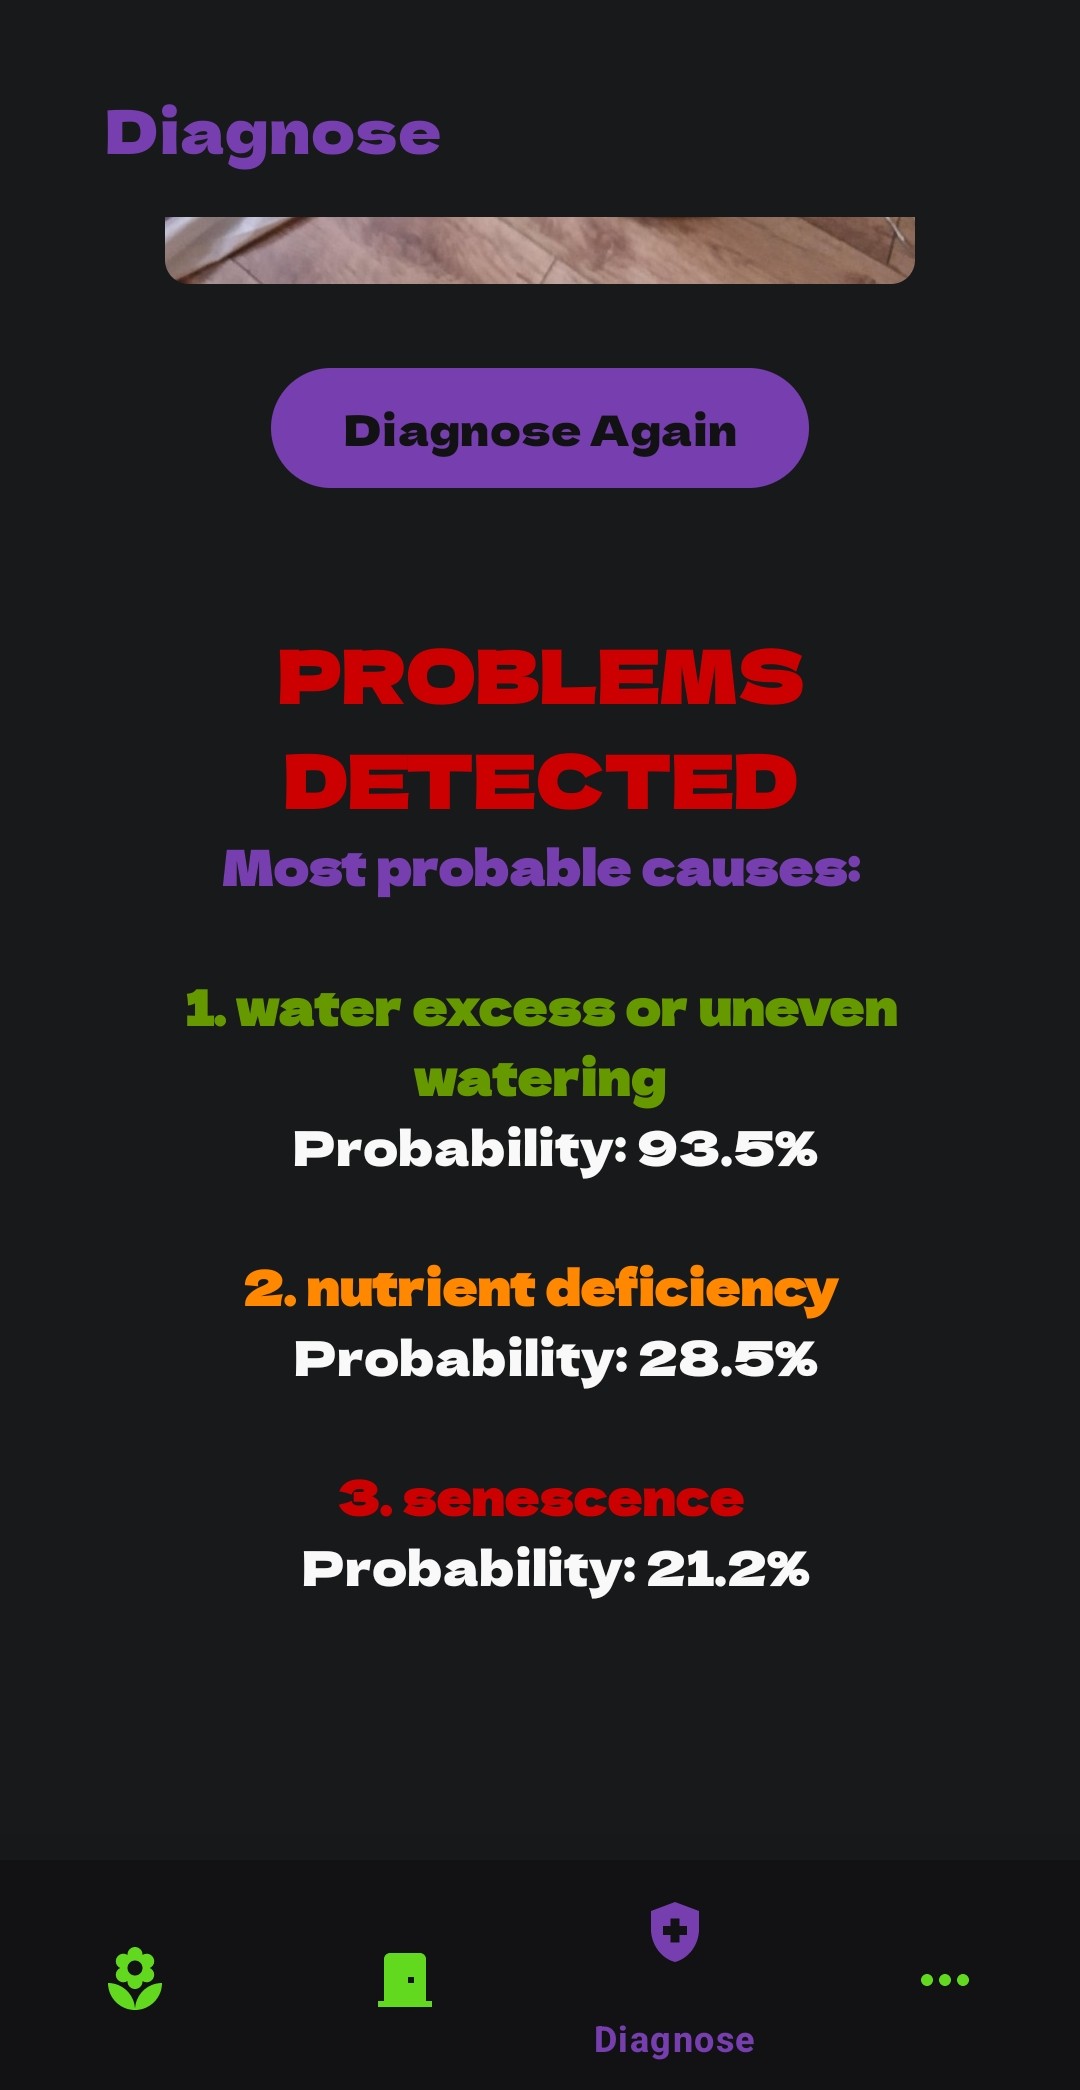 Diagnose
Diagnose Again
PROBLEMS
DETECTED
Most probable causes:
1. water excess or uneven
watering
Probability: 93.5%
2. nutrient deficiency
Probability: 28.5%
3. senescence
Probability: 21.2%
Diagnose